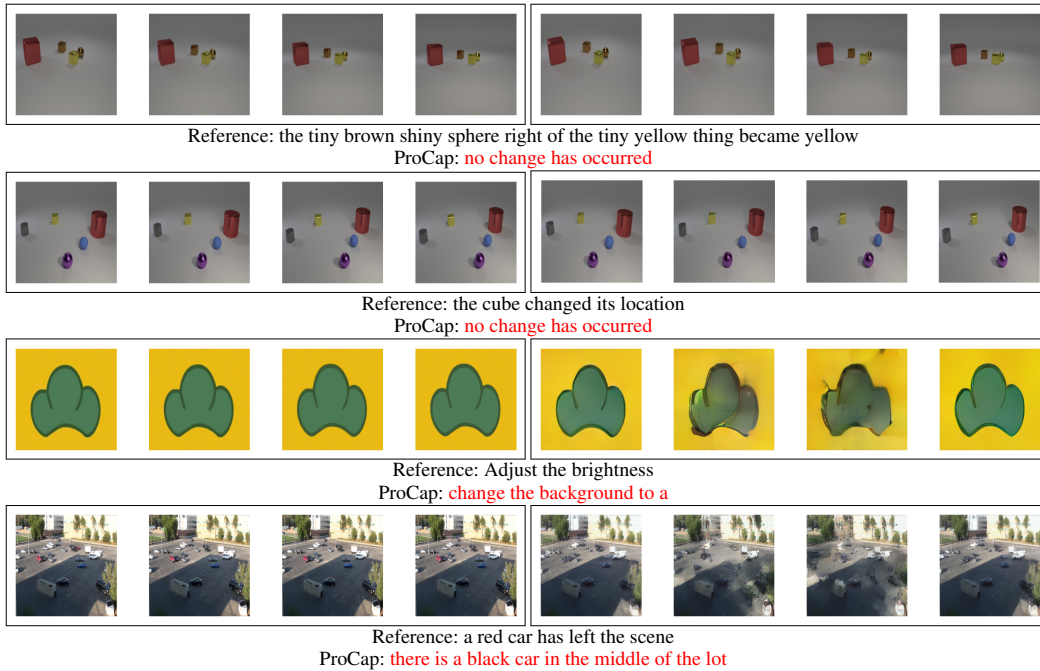 Reference: the tiny brown shiny sphere right of the tiny yellow thing became yellow
ProCap: no change has occurred
Reference: the cube changed its location
ProCap: no change has occurred
Reference: Adjust the brightness
ProCap: change the background to a
Reference: a red car has left the scene
ProCap: there is a black car in the middle of the lot